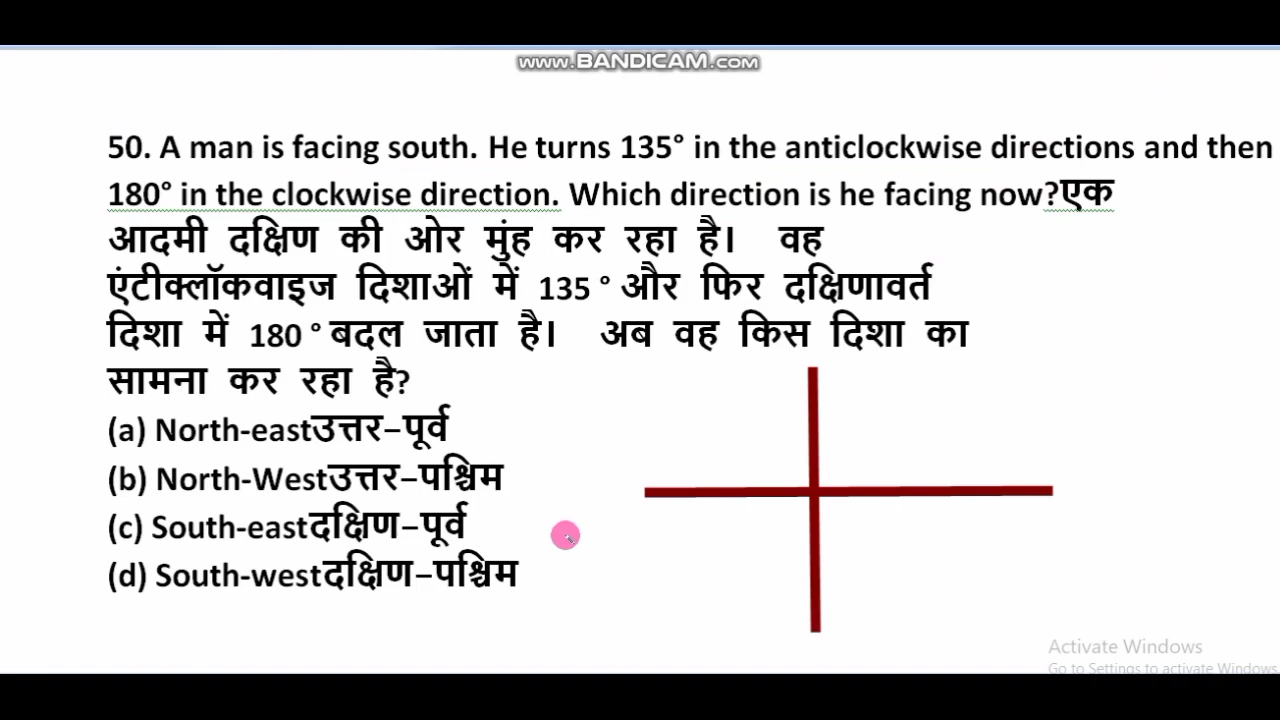 www.BANDICAM.com
50. A man is facing south. He turns 135° in the anticlockwise directions and then
180° in the clockwise direction. Which direction is he facing now?एक
आदमी दक्षिण की ओर मुंह कर रहा है। वह
एंटीक्लॉकवाइज दिशाओं में 135 ° और फिर दक्षिणावर्त
दिशा में 180 ° बदल जाता है। अब वह किस दिशा का
सामना कर रहा है?
(a) North-eastउत्तर-पूर्व
(b) North-Westउत्तर-पश्चिम
(c) South-eastदक्षिण-पूर्व
(d) South-westदक्षिण-पश्चिम
Activate Windows
Go to Settings to activate Windows